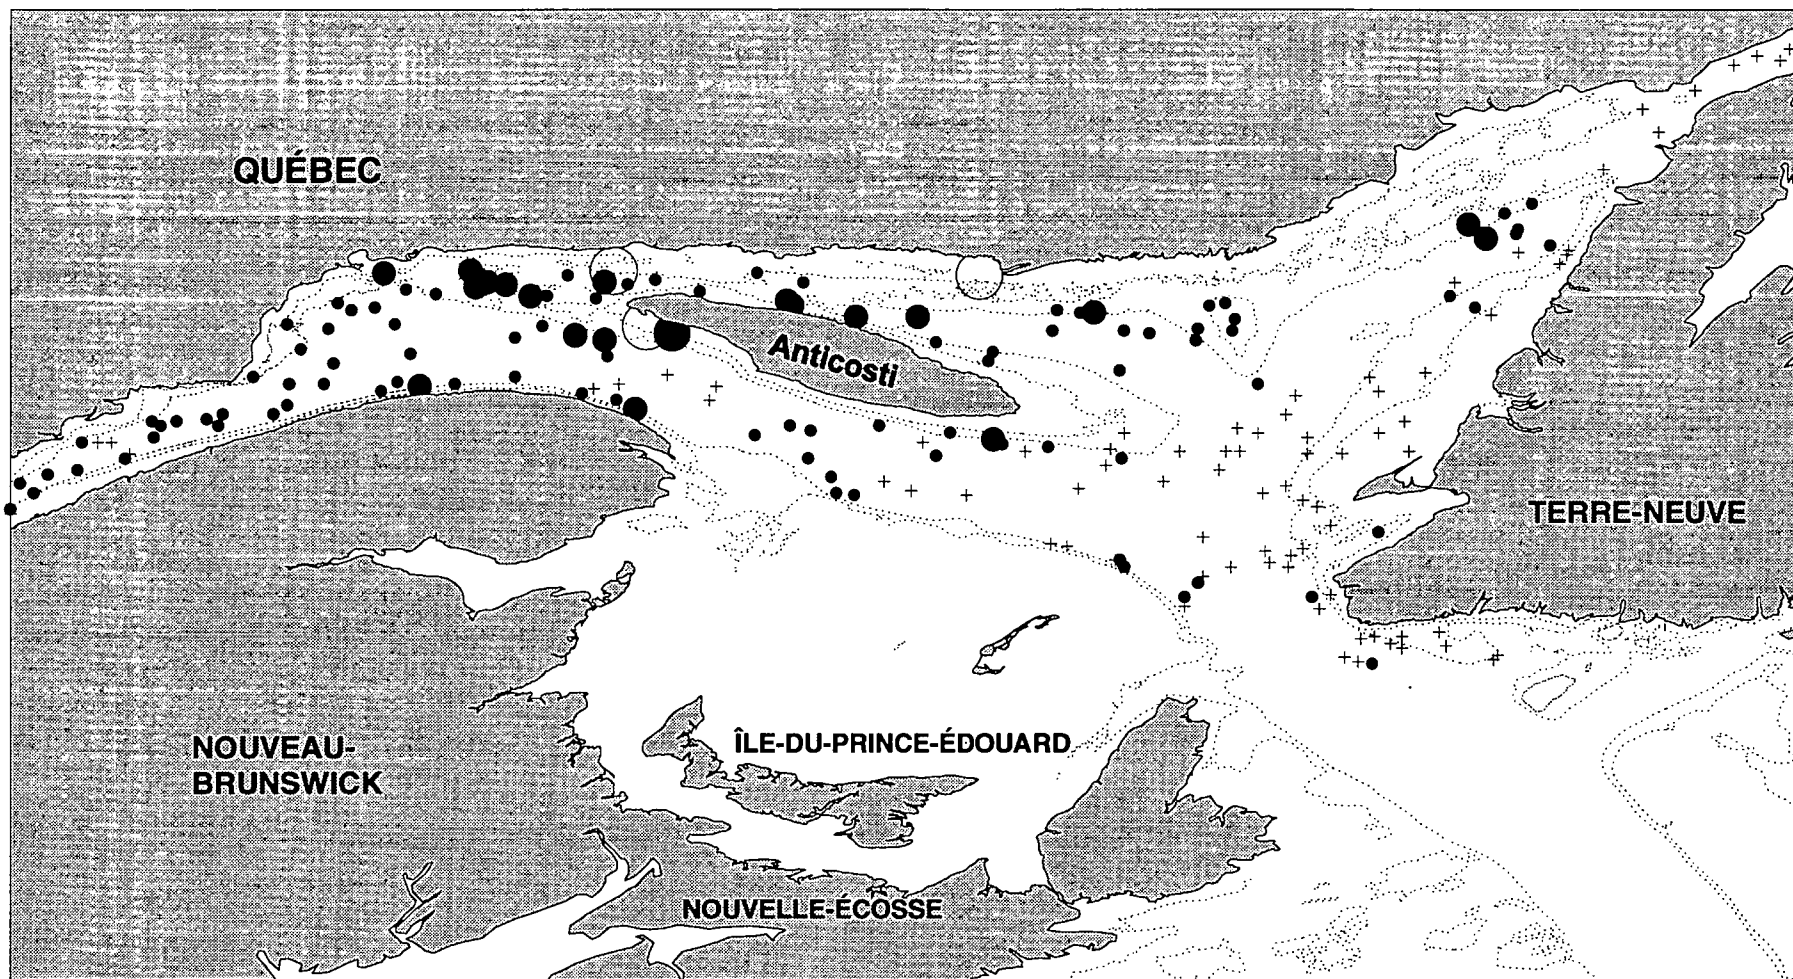 QUÉBEC
Anticosti
TERRE-NEUVE
NOUVEAU-
BRUNSWICK
ÎLE-DU-PRINCE-ÉDOUARD
NOUVELLE-ÉCOSSE